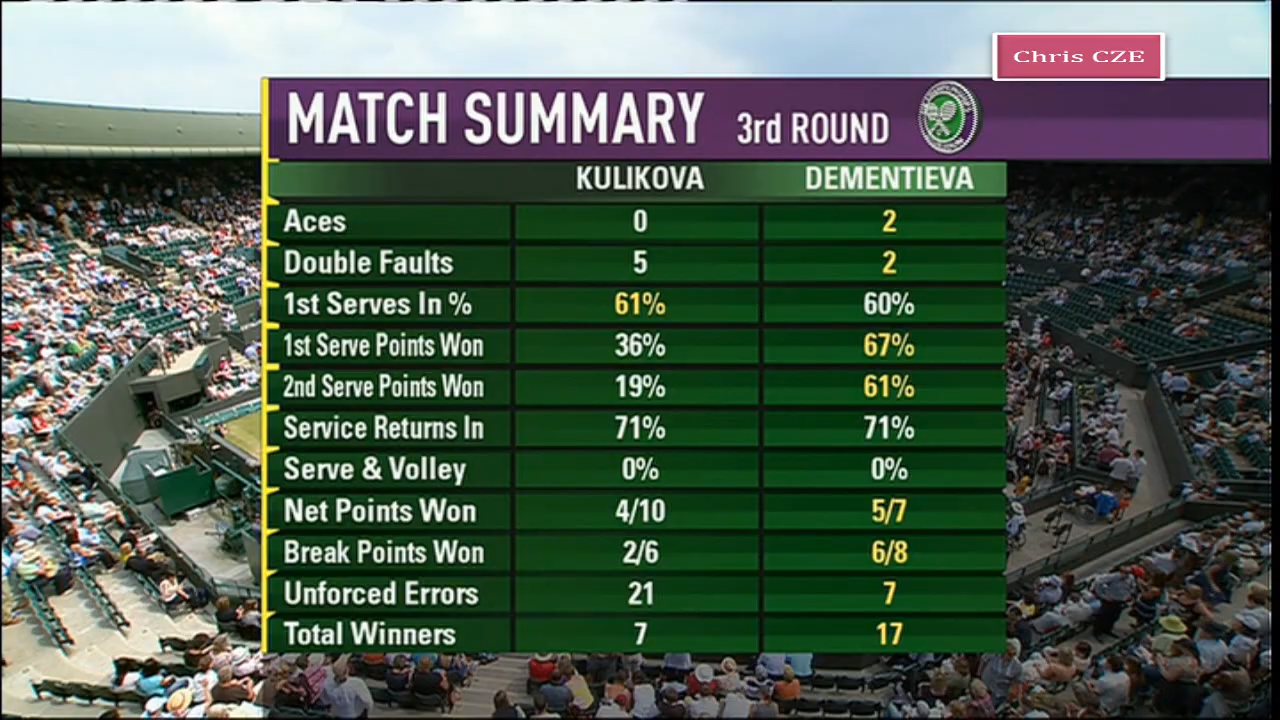 Chris CZE
MATCH SUMMARY 3rd ROUND
KULIKOVA DEMENTIEVA
Aces 0 2
Double Faults 5 2
1st Serves In % 61% 60%
1st Serve Points Won 36% 67%
2nd Serve Points Won 19% 61%
Service Returns In 71% 71%
Serve & Volley 0% 0%
Net Points Won 4/10 5/7
Break Points Won 2/6 6/8
Unforced Errors 21 7
Total Winners 7 17